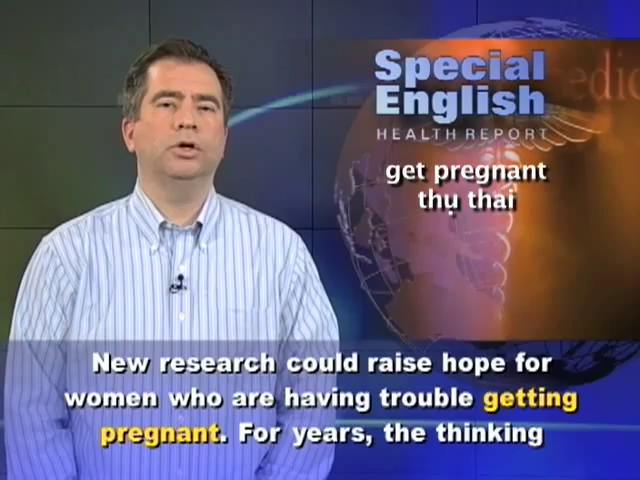 Special
English
HEALTH REPORT
get pregnant
thụ thai
New research could raise hope for
women who are having trouble getting
pregnant. For years, the thinking